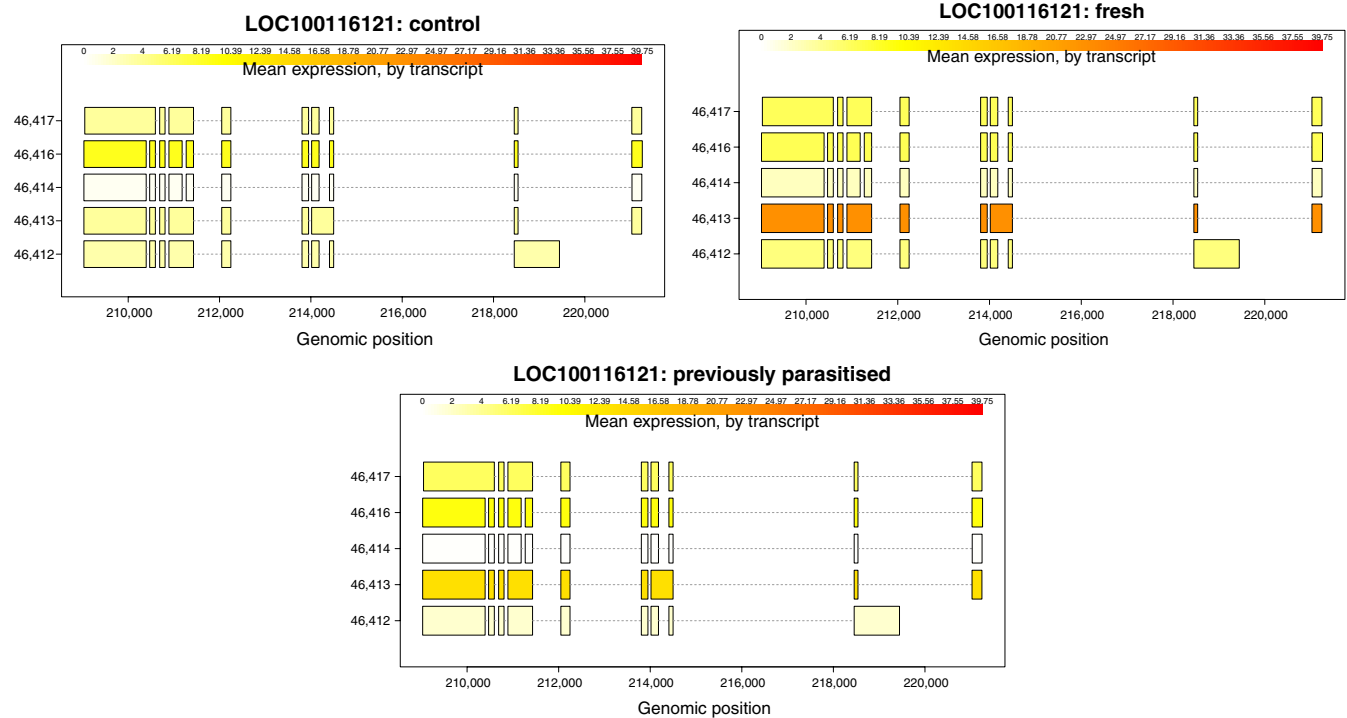 LOC100116121: control
0 2 4 6.19 8.19 10.39 12.39 14.58 16.58 18.78 20.77 22.97 24.97 27.17 29.16 31.36 33.36 35.56 37.55 39.75
Mean expression, by transcript
46,417
46,416
46,414
46,413
46,412
210,000 212,000 214,000 216,000 218,000 220,000
Genomic position
LOC100116121: fresh
0 2 4 6.19 8.19 10.39 12.39 14.58 16.58 18.78 20.77 22.97 24.97 27.17 29.16 31.36 33.36 35.56 37.55 39.75
Mean expression, by transcript
46,417
46,416
46,414
46,413
46,412
210,000 212,000 214,000 216,000 218,000 220,000
Genomic position
LOC100116121: previously parasitised
0 2 4 6.19 8.19 10.39 12.39 14.58 16.58 18.78 20.77 22.97 24.97 27.17 29.16 31.36 33.36 35.56 37.55 39.75
Mean expression, by transcript
46,417
46,416
46,414
46,413
46,412
210,000 212,000 214,000 216,000 218,000 220,000
Genomic position